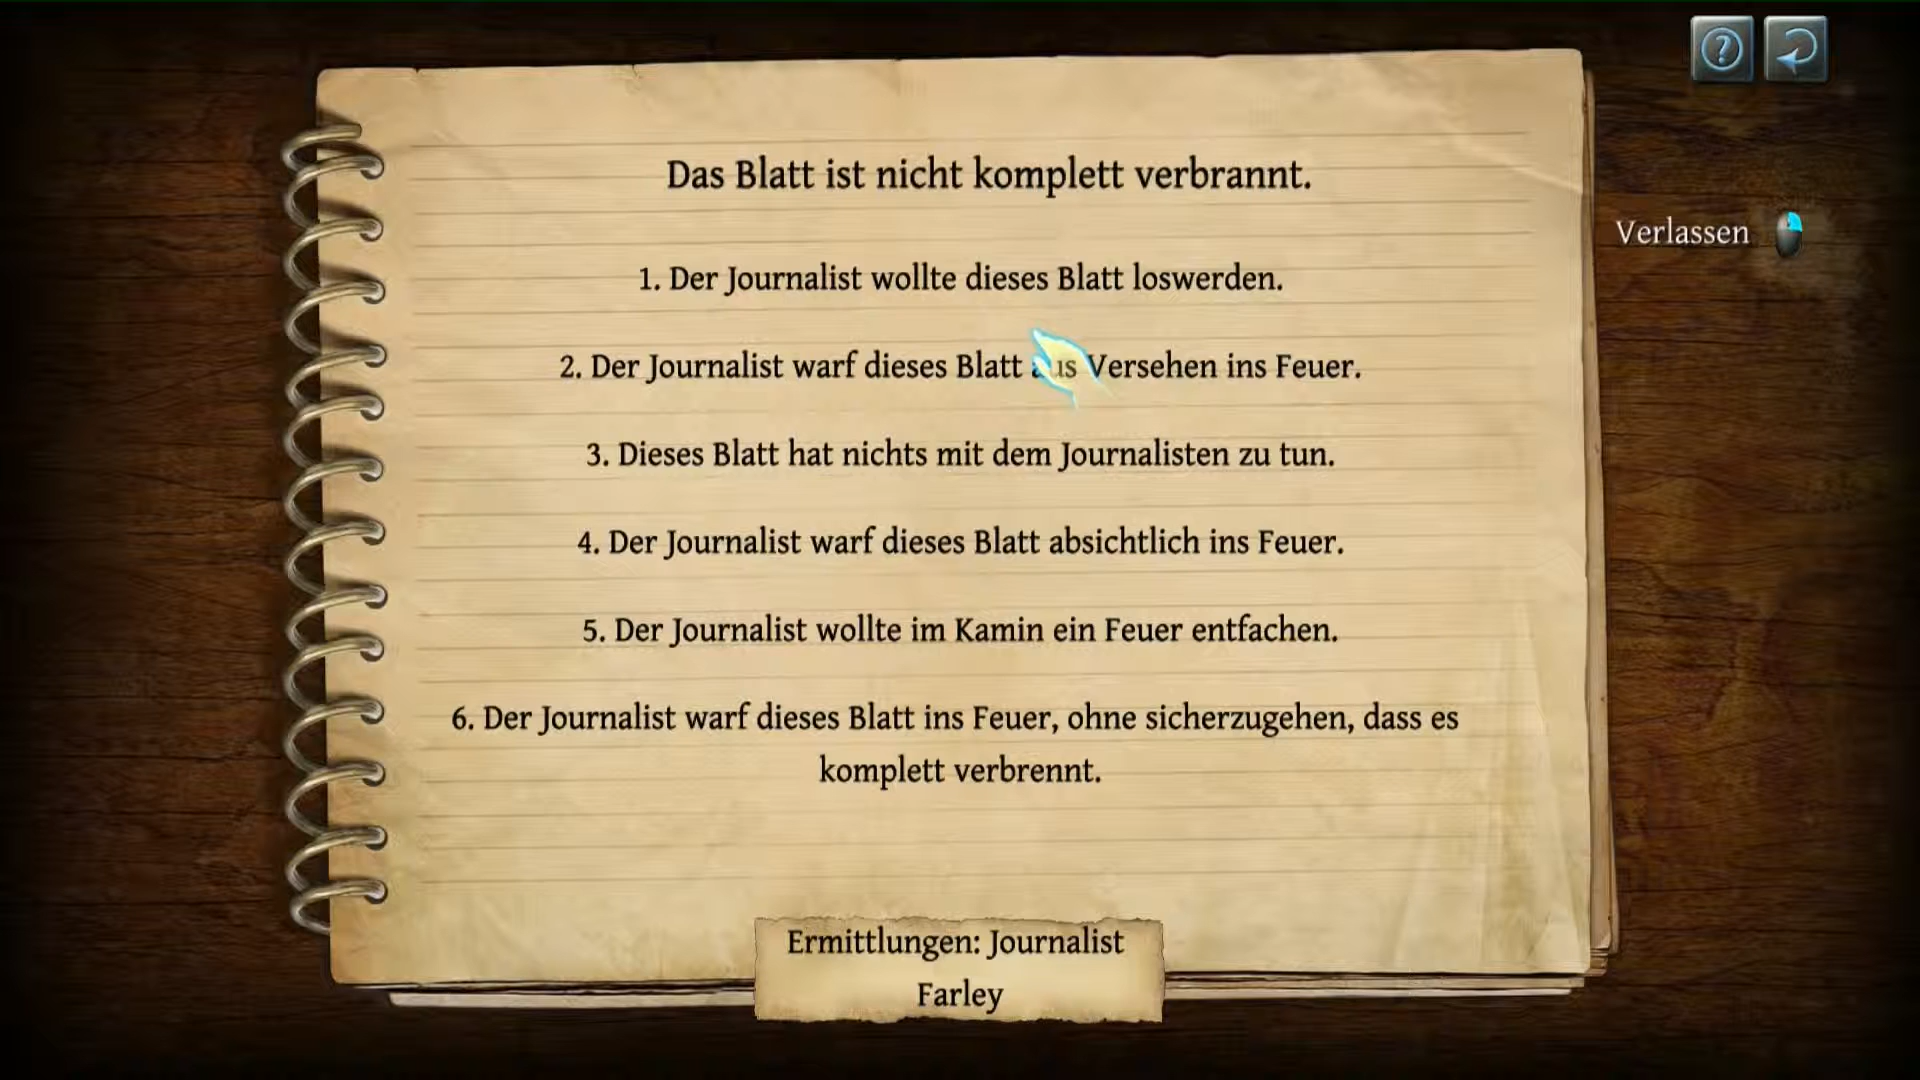 Das Blatt ist nicht komplett verbrannt.
Verlassen
1. Der Journalist wollte dieses Blatt loswerden.
2. Der Journalist warf dieses Blatt aus Versehen ins Feuer.
3. Dieses Blatt hat nichts mit dem Journalisten zu tun.
4. Der Journalist warf dieses Blatt absichtlich ins Feuer.
5. Der Journalist wollte im Kamin ein Feuer entfachen.
6. Der Journalist warf dieses Blatt ins Feuer, ohne sicherzugehen, dass es
komplett verbrennt.
Ermittlungen: Journalist
Farley